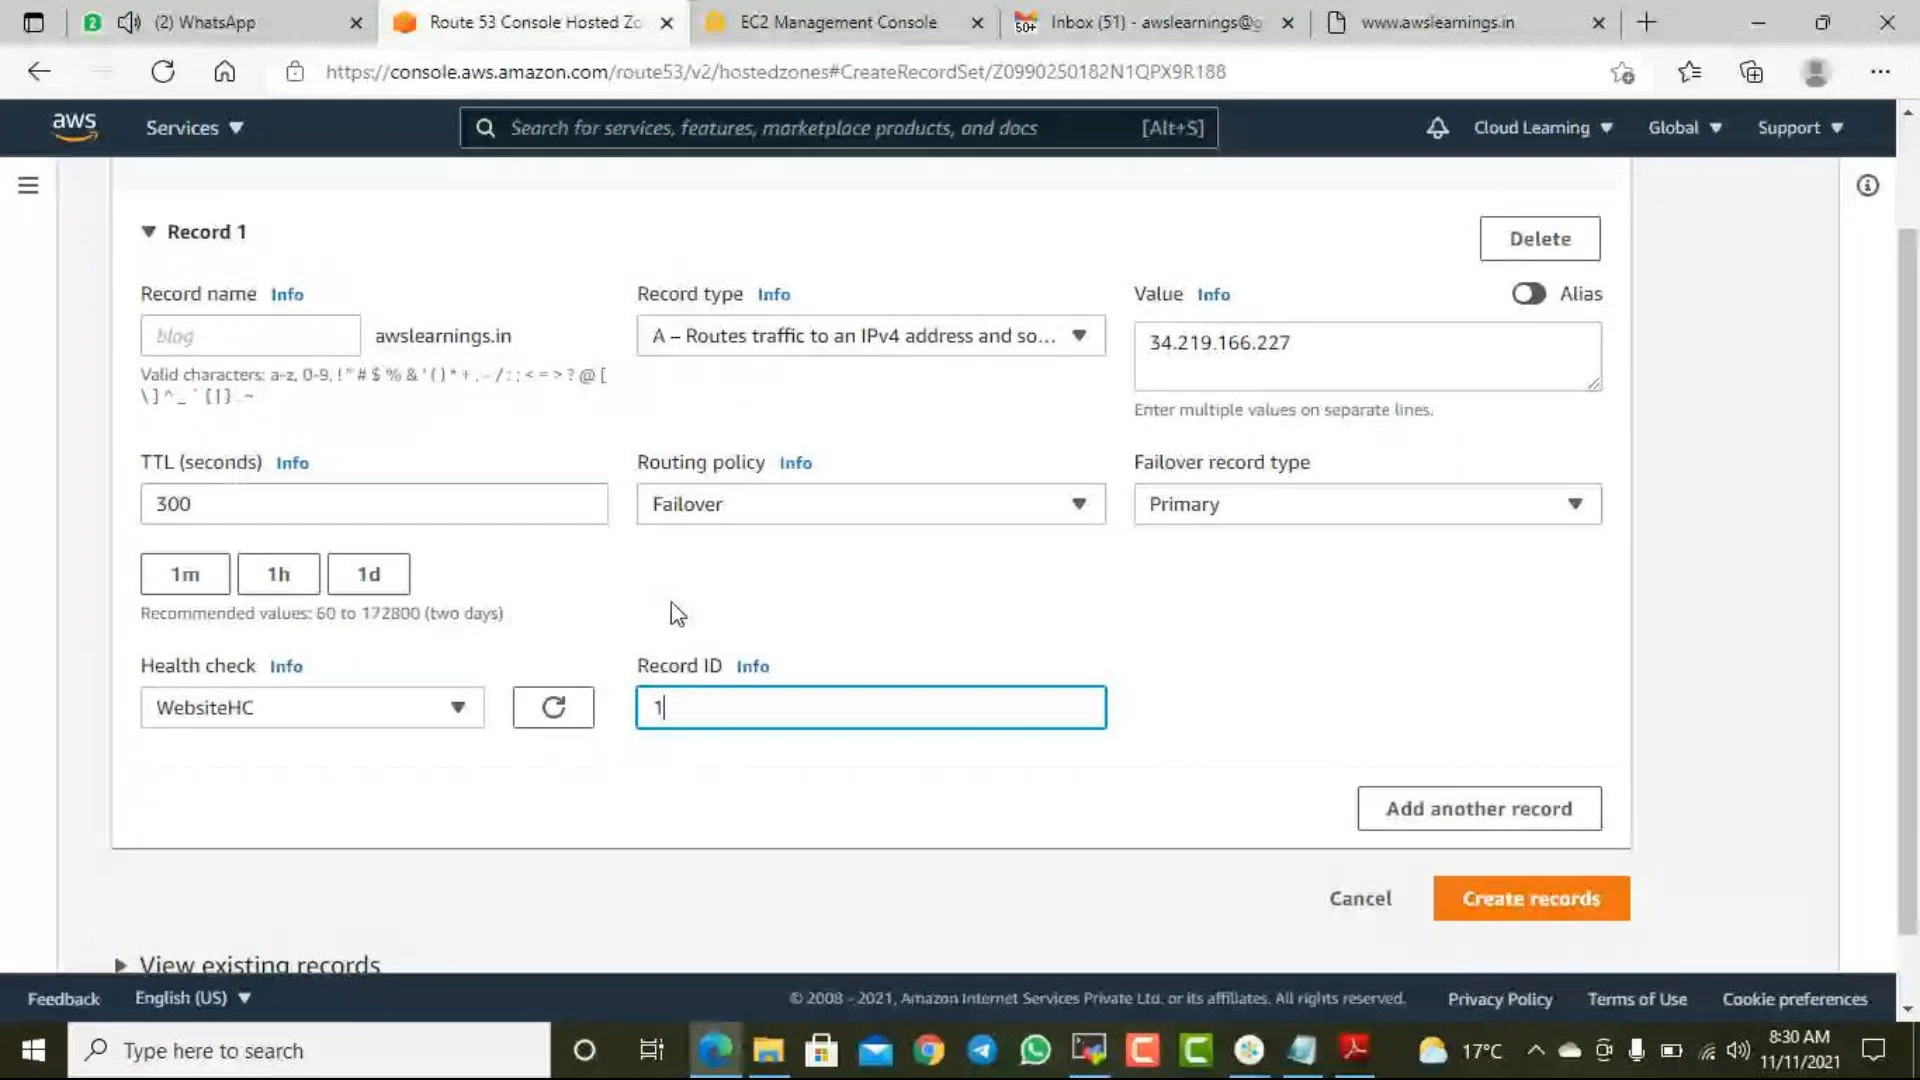 (2) WhatsApp
Route 53 Console Hosted Zo
EC2 Management Console
50+
Inbox (51) - awslearnings@g
www.awslearnings.in
https://console.aws.amazon.com/route53/v2/hostedzones#CreateRecordSet/Z0990250182N1QPX9R188
aws
Services
Search for services, features, marketplace products, and docs
[Alt+S]
Cloud Learning
Global
Support
Record 1
Delete
Record name Info
Record type Info
Value Info
Alias
blog
awslearnings.in
A – Routes traffic to an IPv4 address and so...
34.219.166.227
Valid characters: a-z, 0-9, ! " # $ % & ' ( ) * + , - / : ; < = > ? @ [
\ ] ^ _ ` { | } . ~
Enter multiple values on separate lines.
TTL (seconds) Info
Routing policy Info
Failover record type
300
Failover
Primary
1m
1h
1d
Recommended values: 60 to 172800 (two days)
Health check Info
Record ID Info
WebsiteHC
1
Add another record
Cancel
Create records
View existing records
Feedback
English (US)
© 2008 - 2021, Amazon Internet Services Private Ltd. or its affiliates. All rights reserved.
Privacy Policy
Terms of Use
Cookie preferences
Type here to search
17°C
8:30 AM
11/11/2021